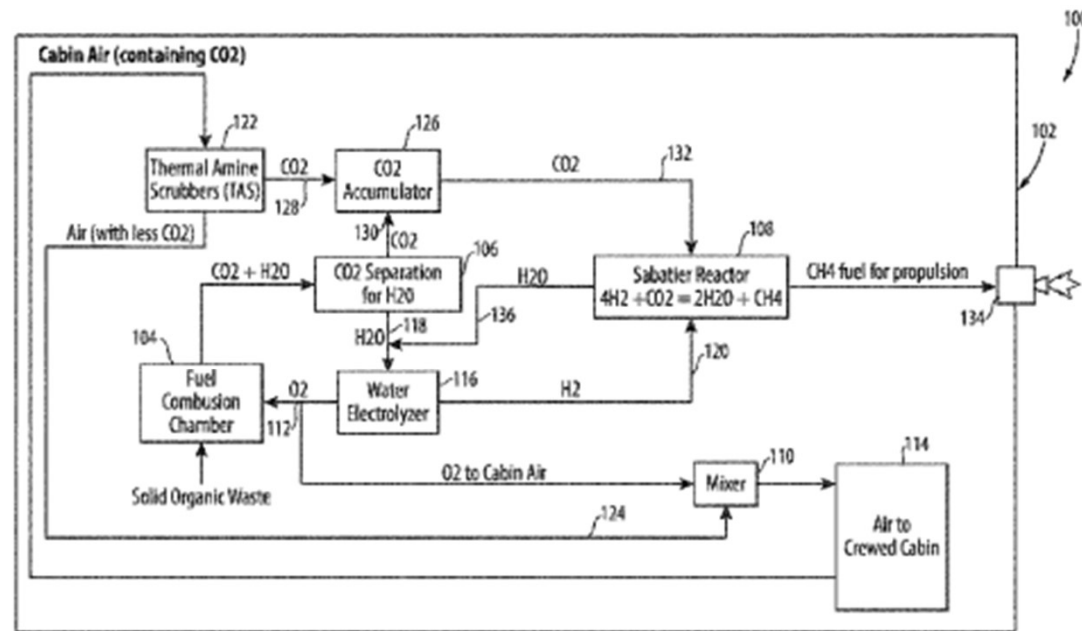 10
Cabin Air (containing CO2)
122
126
102
Thermal Amine
Scrubbers (TAS)
CO2
128
CO2
Accumulator
CO2
132
Air (with less CO2)
130
CO2
106
108
CO2 + H2O
CO2 Separation
for H2O
H2O
Sabatier Reactor
4H2 +CO2 = 2H2O + CH4
CH4 fuel for propulsion
134
118
H2O
136
104
120
Fuel
Combusion
Chamber
O2
112
Water
Electrolyzer
116
H2
Solid Organic Waste
O2 to Cabin Air
110
Mixer
114
Air to
Crewed Cabin
124